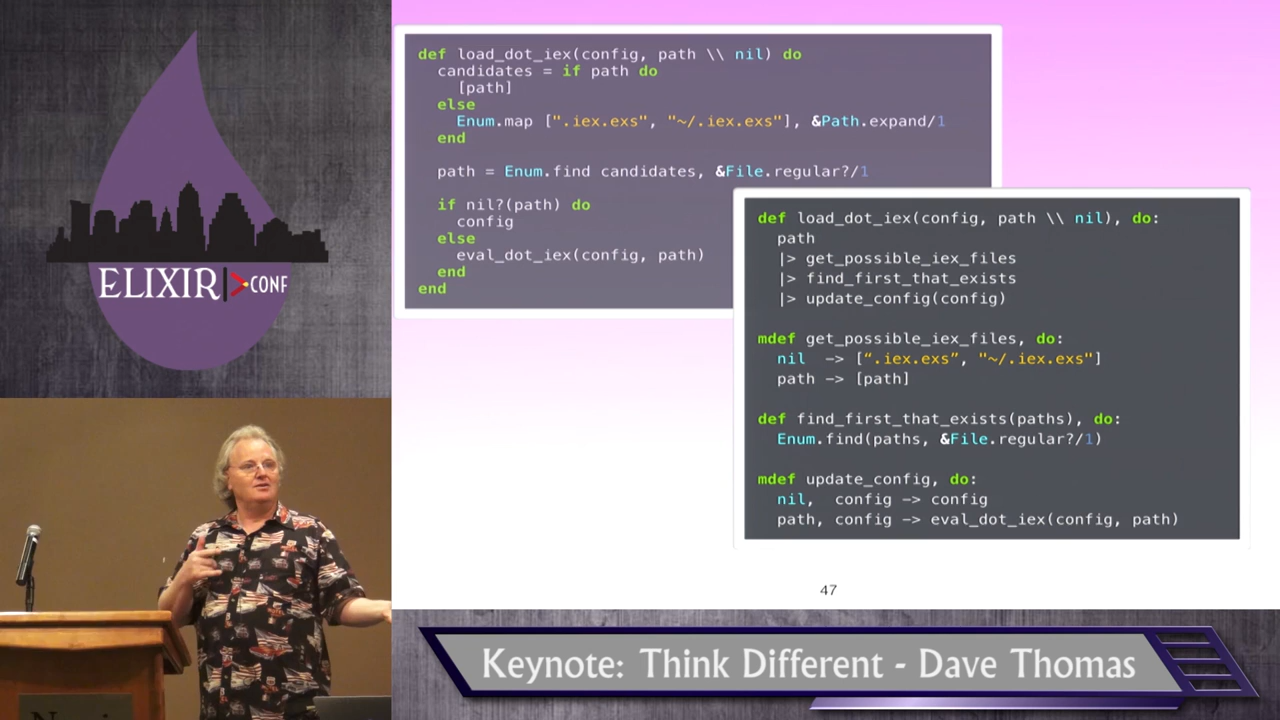 ELIXIR|>CONF
def load_dot_iex(config, path \\ nil) do
  candidates = if path do
    [path]
  else
    Enum.map [".iex.exs", "~/.iex.exs"], &Path.expand/1
  end
  path = Enum.find candidates, &File.regular?/1
  if nil?(path) do
    config
  else
    eval_dot_iex(config, path)
  end
end
def load_dot_iex(config, path \\ nil), do:
  path
  |> get_possible_iex_files
  |> find_first_that_exists
  |> update_config(config)
mdef get_possible_iex_files, do:
  nil  -> [“.iex.exs”, "~/.iex.exs"]
  path -> [path]
def find_first_that_exists(paths), do:
  Enum.find(paths, &File.regular?/1)
mdef update_config, do:
  nil,  config -> config
  path, config -> eval_dot_iex(config, path)
47
Keynote: Think Different - Dave Thomas